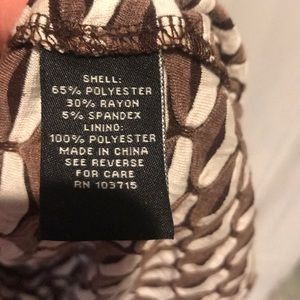 SHELL:
65% POLYESTER
30% RAYON
5% SPANDEX
LINING:
100% POLYESTER
MADE IN CHINA
SEE REVERSE
FOR CARE
RN 103715